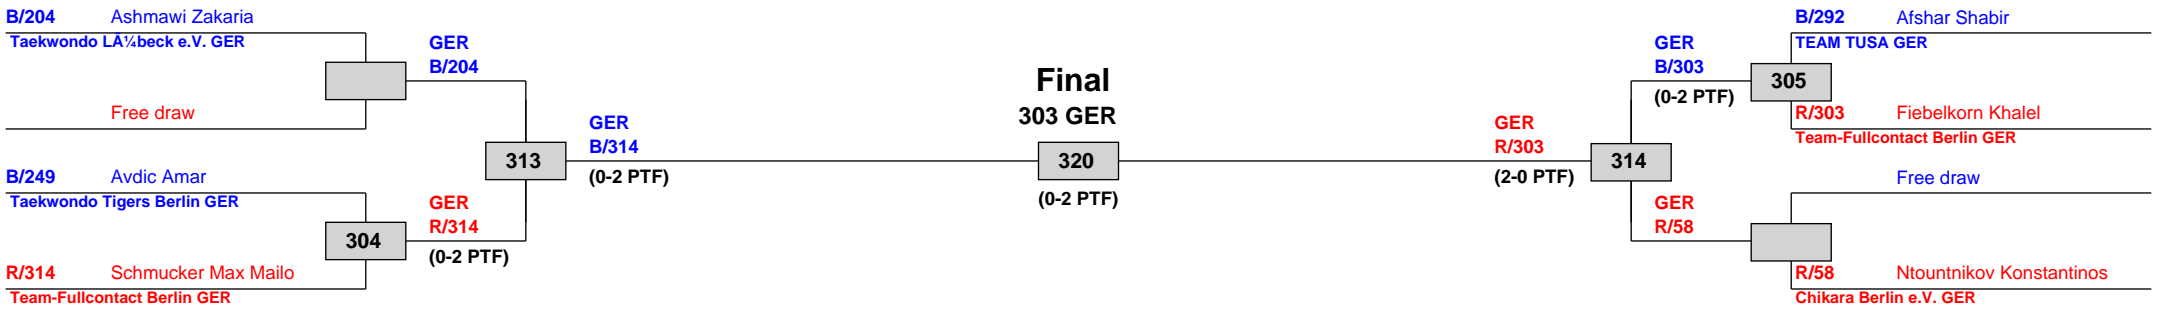 B/204 Ashmawi Zakaria
Taekwondo LÃ¼beck e.V. GER
GER
B/204
Free draw
B/249 Avdic Amar
Taekwondo Tigers Berlin GER
304
GER
R/314
(0-2 PTF)
R/314 Schmucker Max Mailo
Team-Fullcontact Berlin GER
313
GER
B/314
(0-2 PTF)
Final
303 GER
320
(0-2 PTF)
GER
R/303
(2-0 PTF)
314
GER
B/303
(0-2 PTF)
305
B/292 Afshar Shabir
TEAM TUSA GER
R/303 Fiebelkorn Khalel
Team-Fullcontact Berlin GER
Free draw
GER
R/58
R/58 Ntountnikov Konstantinos
Chikara Berlin e.V. GER